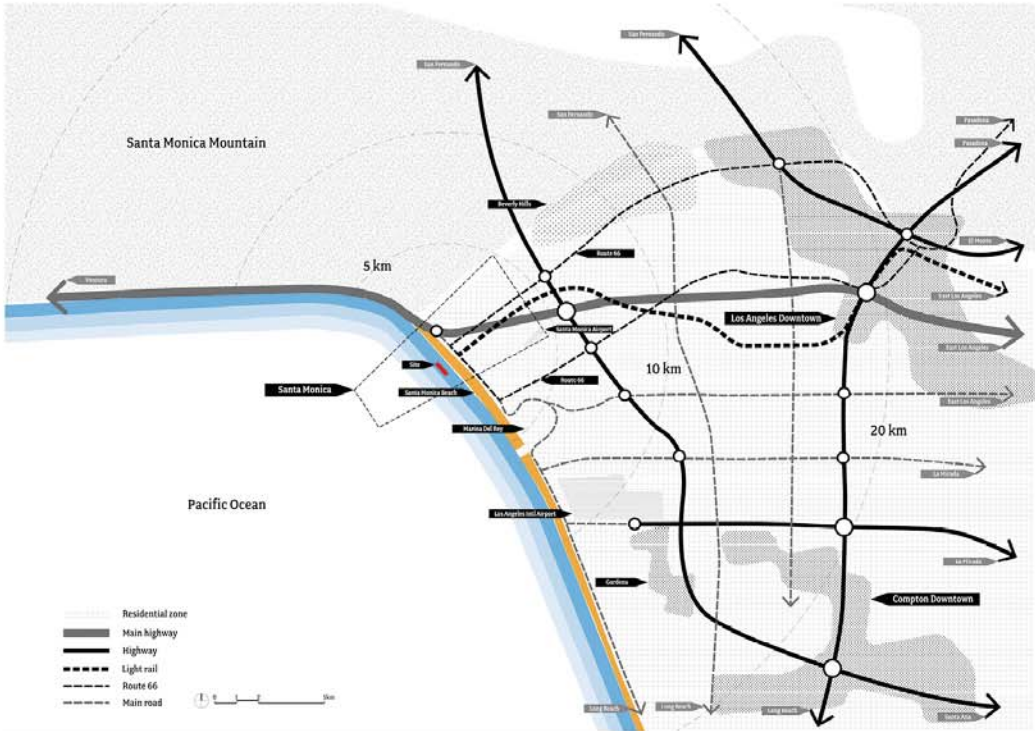 San Fernando
San Fernando
San Fernando
Pasadena
Pasadena
Santa Monica Mountain
Beverly Hills
El Monte
Route 66
5 km
Ventura
East Los Angeles
Los Angeles Downtown
Santa Monica Airport
East Los Angeles
Site
10 km
Route 66
Santa Monica
Santa Monica Beach
East Los Angeles
Marina Del Rey
20 km
La Mirada
Pacific Ocean
Los Angeles Intl Airport
La Mirada
Gardena
Compton Downtown
Residential zone
Main highway
Highway
Light rail
Route 66
Main road
0 1 2 5km
Long Beach
Long Beach
Long Beach
Santa Ana